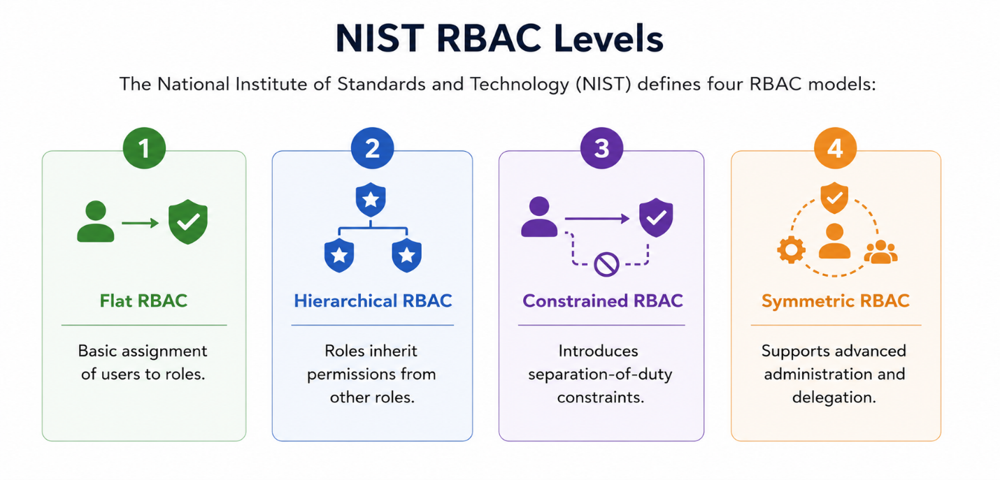 NIST RBAC Levels
The National Institute of Standards and Technology (NIST) defines four RBAC models:
1
Flat RBAC
Basic assignment
of users to roles.
2
Hierarchical RBAC
Roles inherit
permissions from
other roles.
3
Constrained RBAC
Introduces
separation-of-duty
constraints.
4
Symmetric RBAC
Supports advanced
administration and
delegation.